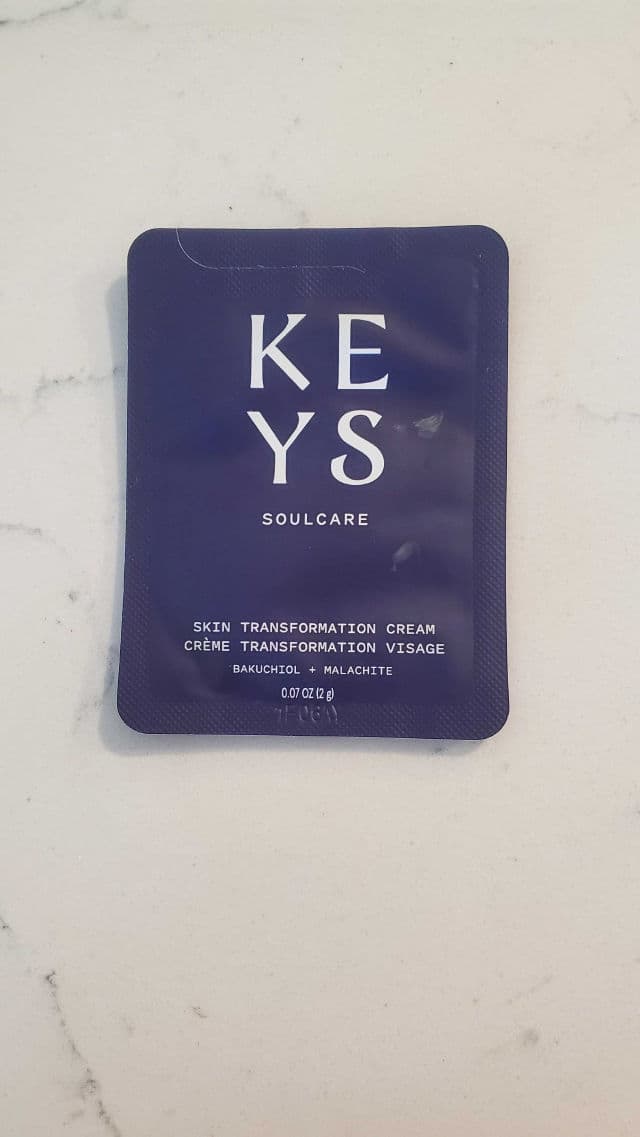 KE
YS
SOULCARE
SKIN TRANSFORMATION CREAM
CRÈME TRANSFORMATION VISAGE
BAKUCHIOL + MALACHITE
0.07 OZ (2 g)